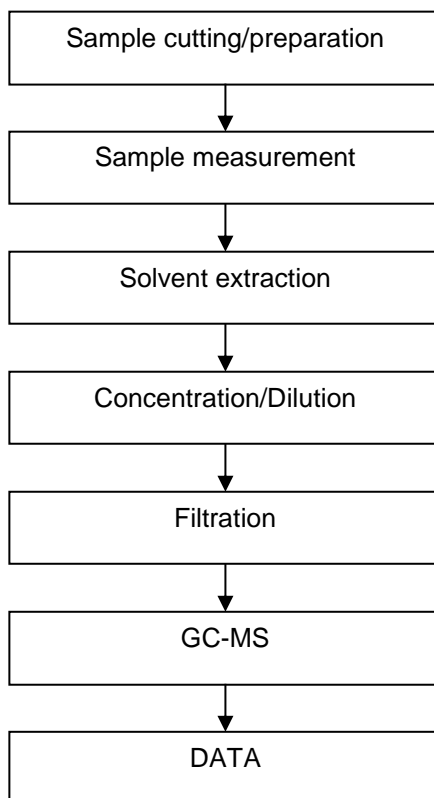 Sample cutting/preparation
Sample measurement
Solvent extraction
Concentration/Dilution
Filtration
GC-MS
DATA